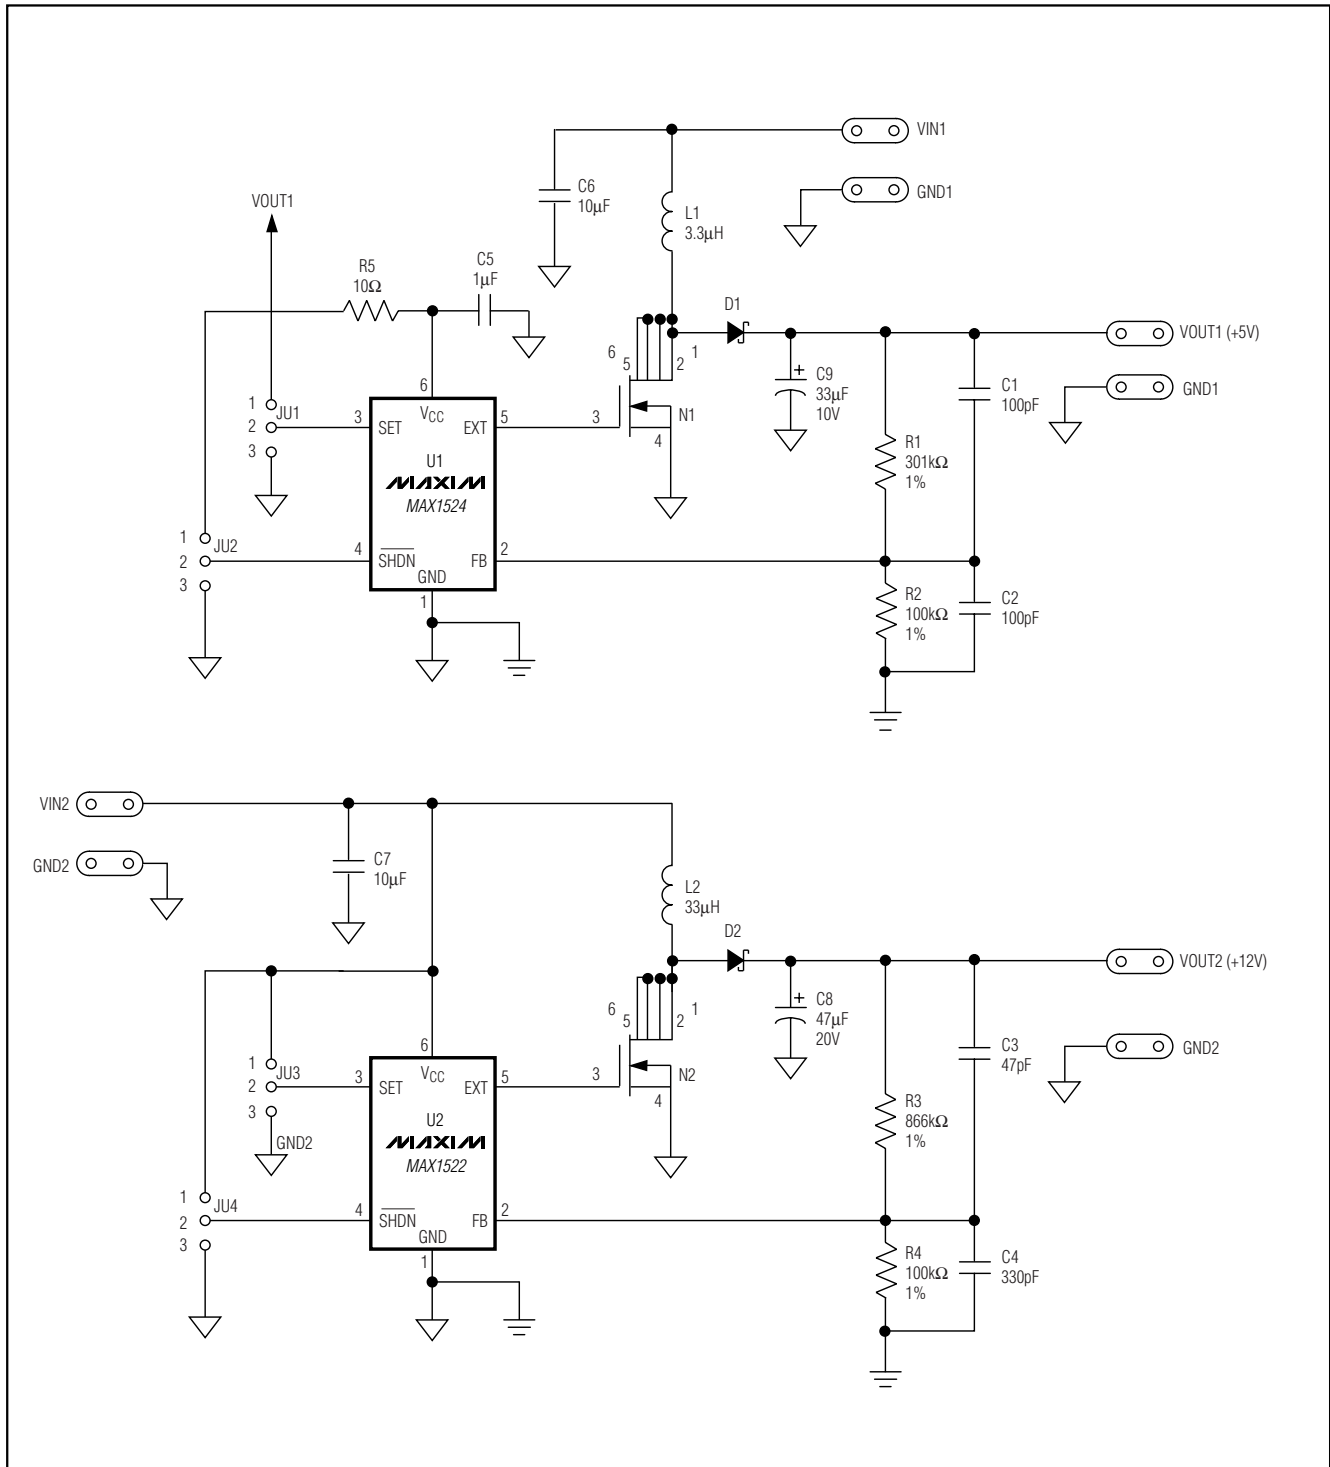 VIN1
C6
10µF
GND1
VOUT1
L1
3.3µH
R5
10Ω
C5
1µF
D1
6
5
2
1
VOUT1 (+5V)
C9
33µF
10V
C1
100pF
GND1
1
2
3
JU1
6
3
SET
VCC
EXT
5
3
N1
4
U1
MAXIM
MAX1524
R1
301kΩ
1%
1
2
3
JU2
4
SHDN
FB
2
GND
1
R2
100kΩ
1%
C2
100pF
VIN2
GND2
C7
10µF
L2
33µH
D2
VOUT2 (+12V)
6
5
2
1
C8
47µF
20V
C3
47pF
GND2
1
2
3
JU3
GND2
6
3
SET
VCC
EXT
5
3
N2
4
U2
MAXIM
MAX1522
R3
866kΩ
1%
1
2
3
JU4
4
SHDN
FB
2
GND
1
R4
100kΩ
1%
C4
330pF